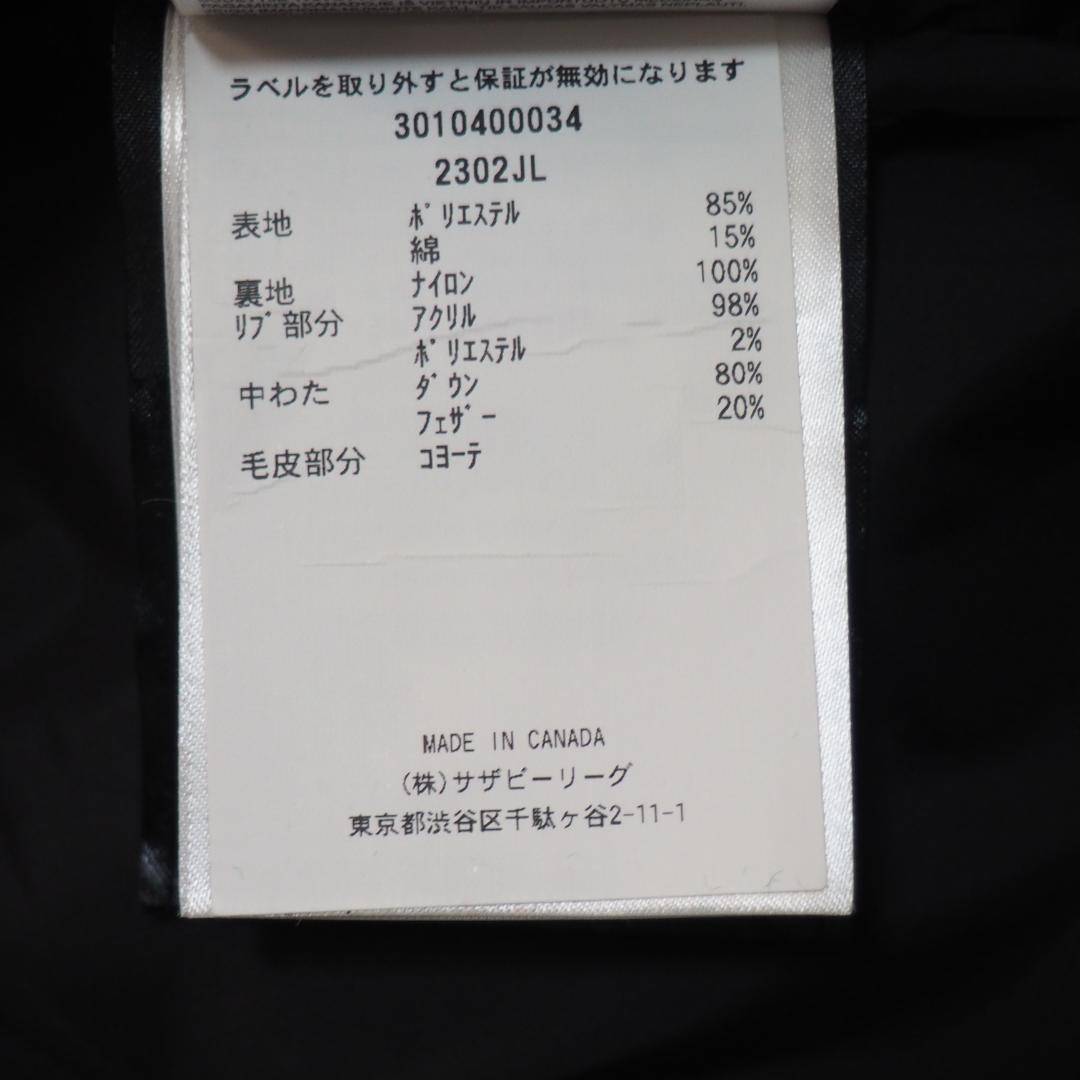 ラベルを取り外すと保証が無効になります
3010400034
2302JL
表地 ﾎﾟﾘｴｽﾃﾙ 85%
綿 15%
裏地 ﾅｲﾛﾝ 100%
ﾘﾌﾞ部分 ｱｸﾘﾙ 98%
ﾎﾟﾘｴｽﾃﾙ 2%
中わた ﾀﾞｳﾝ 80%
ﾌｪｻﾞｰ 20%
毛皮部分 ｺﾖｰﾃ
MADE IN CANADA
(株)サザビーリーグ
東京都渋谷区千駄ヶ谷2-11-1